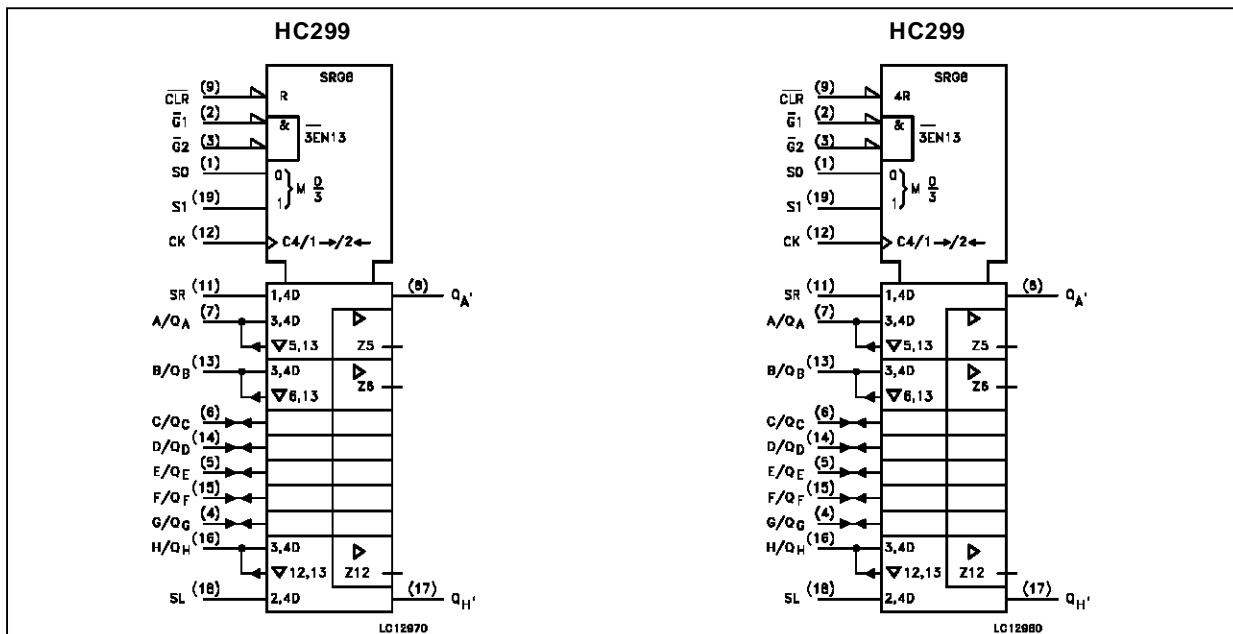 HC299
SRG8
CLR (9) R
G1 (2) & 3EN13
G2 (3)
S0 (1) 0
M 0/3
S1 (19) 1
CK (12) C4/1→/2←
SR (11) 1,4D (8) QA'
A/QA (7) 3,4D
▽5,13 Z5
B/QB (13) 3,4D
▽6,13 Z6
C/QC (6)
D/QD (14)
E/QE (5)
F/QF (15)
G/QG (4)
H/QH (16) 3,4D
▽12,13 Z12
SL (18) 2,4D (17) QH'
LC12970
HC299
SRG8
CLR (9) 4R
G1 (2) & 3EN13
G2 (3)
S0 (1) 0
M 0/3
S1 (19) 1
CK (12) C4/1→/2←
SR (11) 1,4D (8) QA'
A/QA (7) 3,4D
▽5,13 Z5
B/QB (13) 3,4D
▽6,13 Z6
C/QC (6)
D/QD (14)
E/QE (5)
F/QF (15)
G/QG (4)
H/QH (16) 3,4D
▽12,13 Z12
SL (18) 2,4D (17) QH'
LC12980